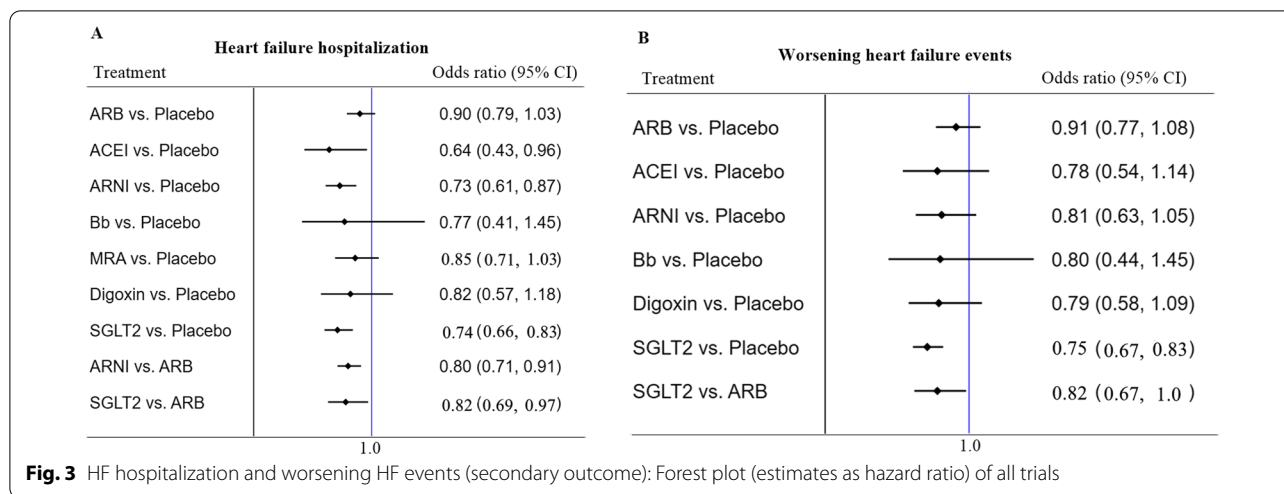 A
Heart failure hospitalization
Treatment Odds ratio (95% CI)
ARB vs. Placebo 0.90 (0.79, 1.03)
ACEI vs. Placebo 0.64 (0.43, 0.96)
ARNI vs. Placebo 0.73 (0.61, 0.87)
Bb vs. Placebo 0.77 (0.41, 1.45)
MRA vs. Placebo 0.85 (0.71, 1.03)
Digoxin vs. Placebo 0.82 (0.57, 1.18)
SGLT2 vs. Placebo 0.74 (0.66, 0.83)
ARNI vs. ARB 0.80 (0.71, 0.91)
SGLT2 vs. ARB 0.82 (0.69, 0.97)
1.0
B
Worsening heart failure events
Treatment Odds ratio (95% CI)
ARB vs. Placebo 0.91 (0.77, 1.08)
ACEI vs. Placebo 0.78 (0.54, 1.14)
ARNI vs. Placebo 0.81 (0.63, 1.05)
Bb vs. Placebo 0.80 (0.44, 1.45)
Digoxin vs. Placebo 0.79 (0.58, 1.09)
SGLT2 vs. Placebo 0.75 (0.67, 0.83)
SGLT2 vs. ARB 0.82 (0.67, 1.0 )
1.0
Fig. 3 HF hospitalization and worsening HF events (secondary outcome): Forest plot (estimates as hazard ratio) of all trials